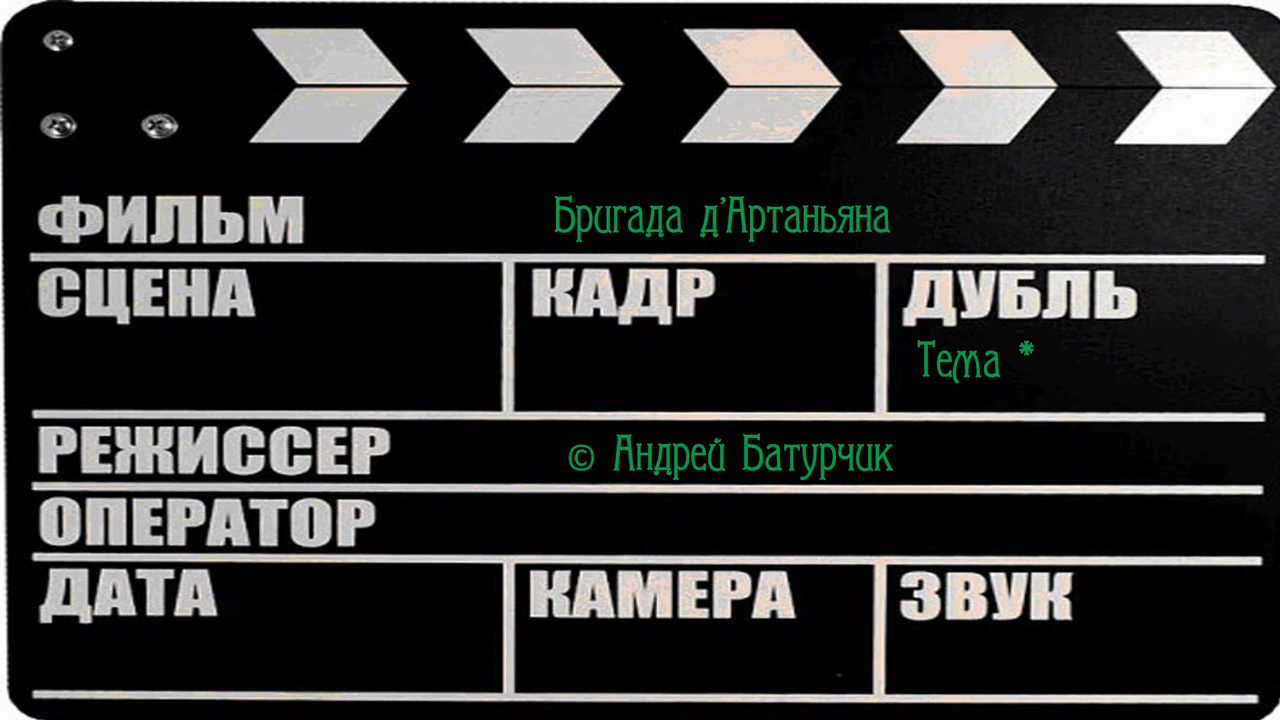 ФИЛЬМ Бригада д'Артаньяна
СЦЕНА КАДР ДУБЛЬ
Тема *
РЕЖИССЕР © Андрей Батурчик
ОПЕРАТОР
ДАТА КАМЕРА ЗВУК